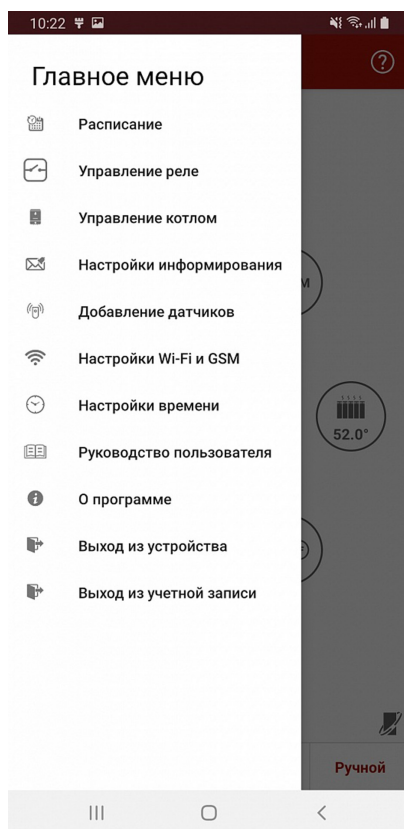 10:22
Главное меню
Расписание
Управление реле
Управление котлом
Настройки информирования
Добавление датчиков
Настройки Wi-Fi и GSM
Настройки времени
Руководство пользователя
О программе
Выход из устройства
Выход из учетной записи
?
м
52.0°
Ручной